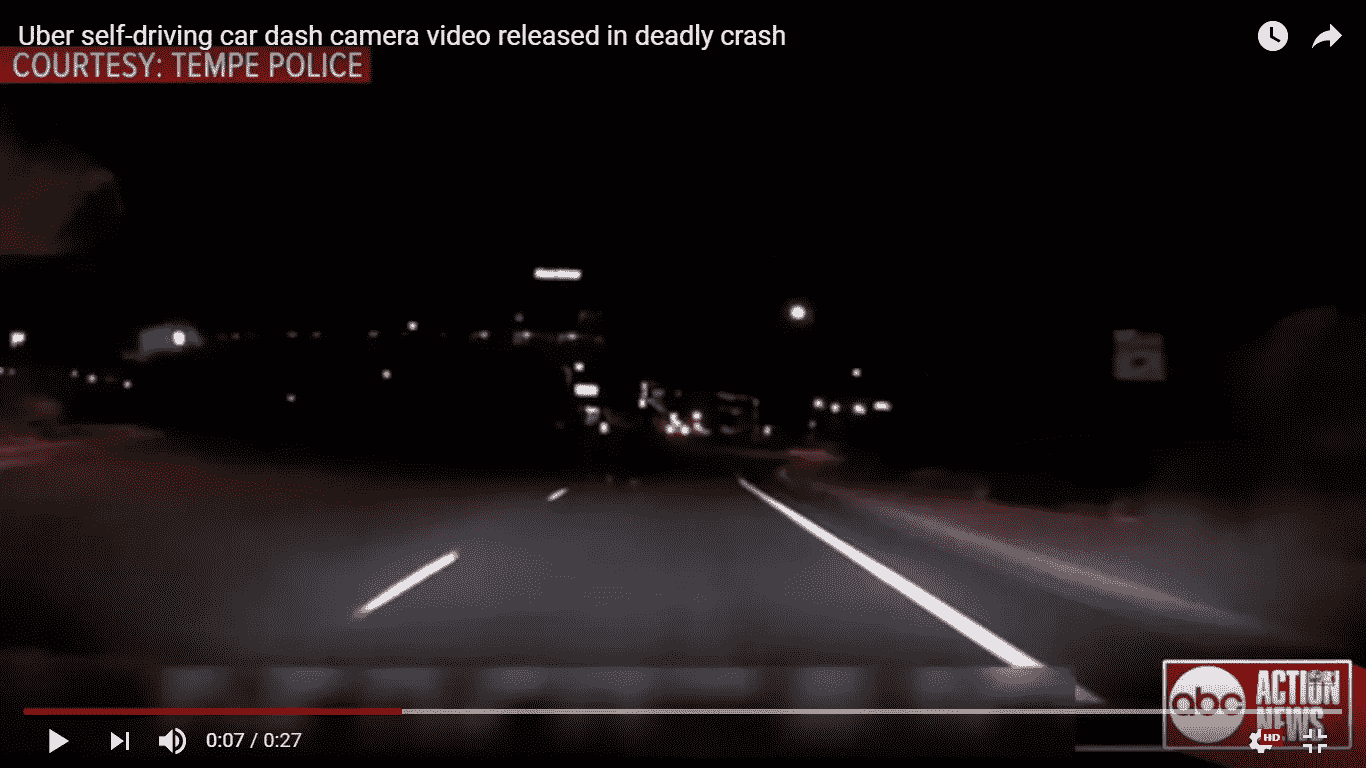 Uber self-driving car dash camera video released in deadly crash
COURTESY: TEMPE POLICE
abc
ACTION
NEWS
HD
0:07 / 0:27